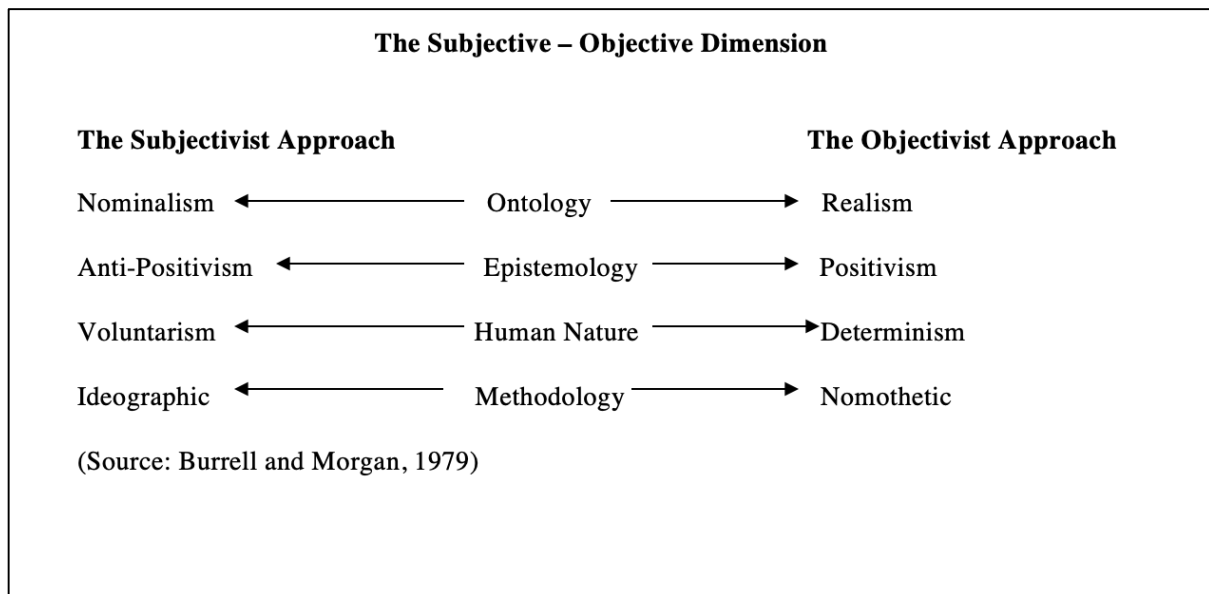 The Subjective – Objective Dimension
The Subjectivist Approach The Objectivist Approach
Nominalism Ontology Realism
Anti-Positivism Epistemology Positivism
Voluntarism Human Nature Determinism
Ideographic Methodology Nomothetic
(Source: Burrell and Morgan, 1979)